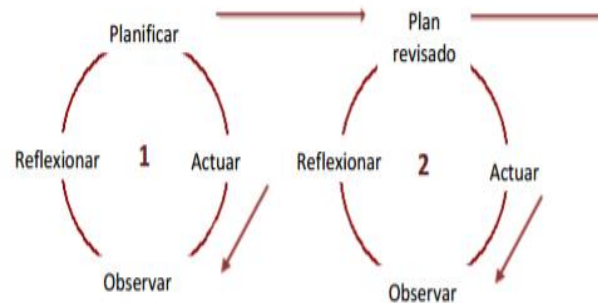 Planificar
Reflexionar
1
Actuar
Observar
Plan
revisado
Reflexionar
2
Actuar
Observar